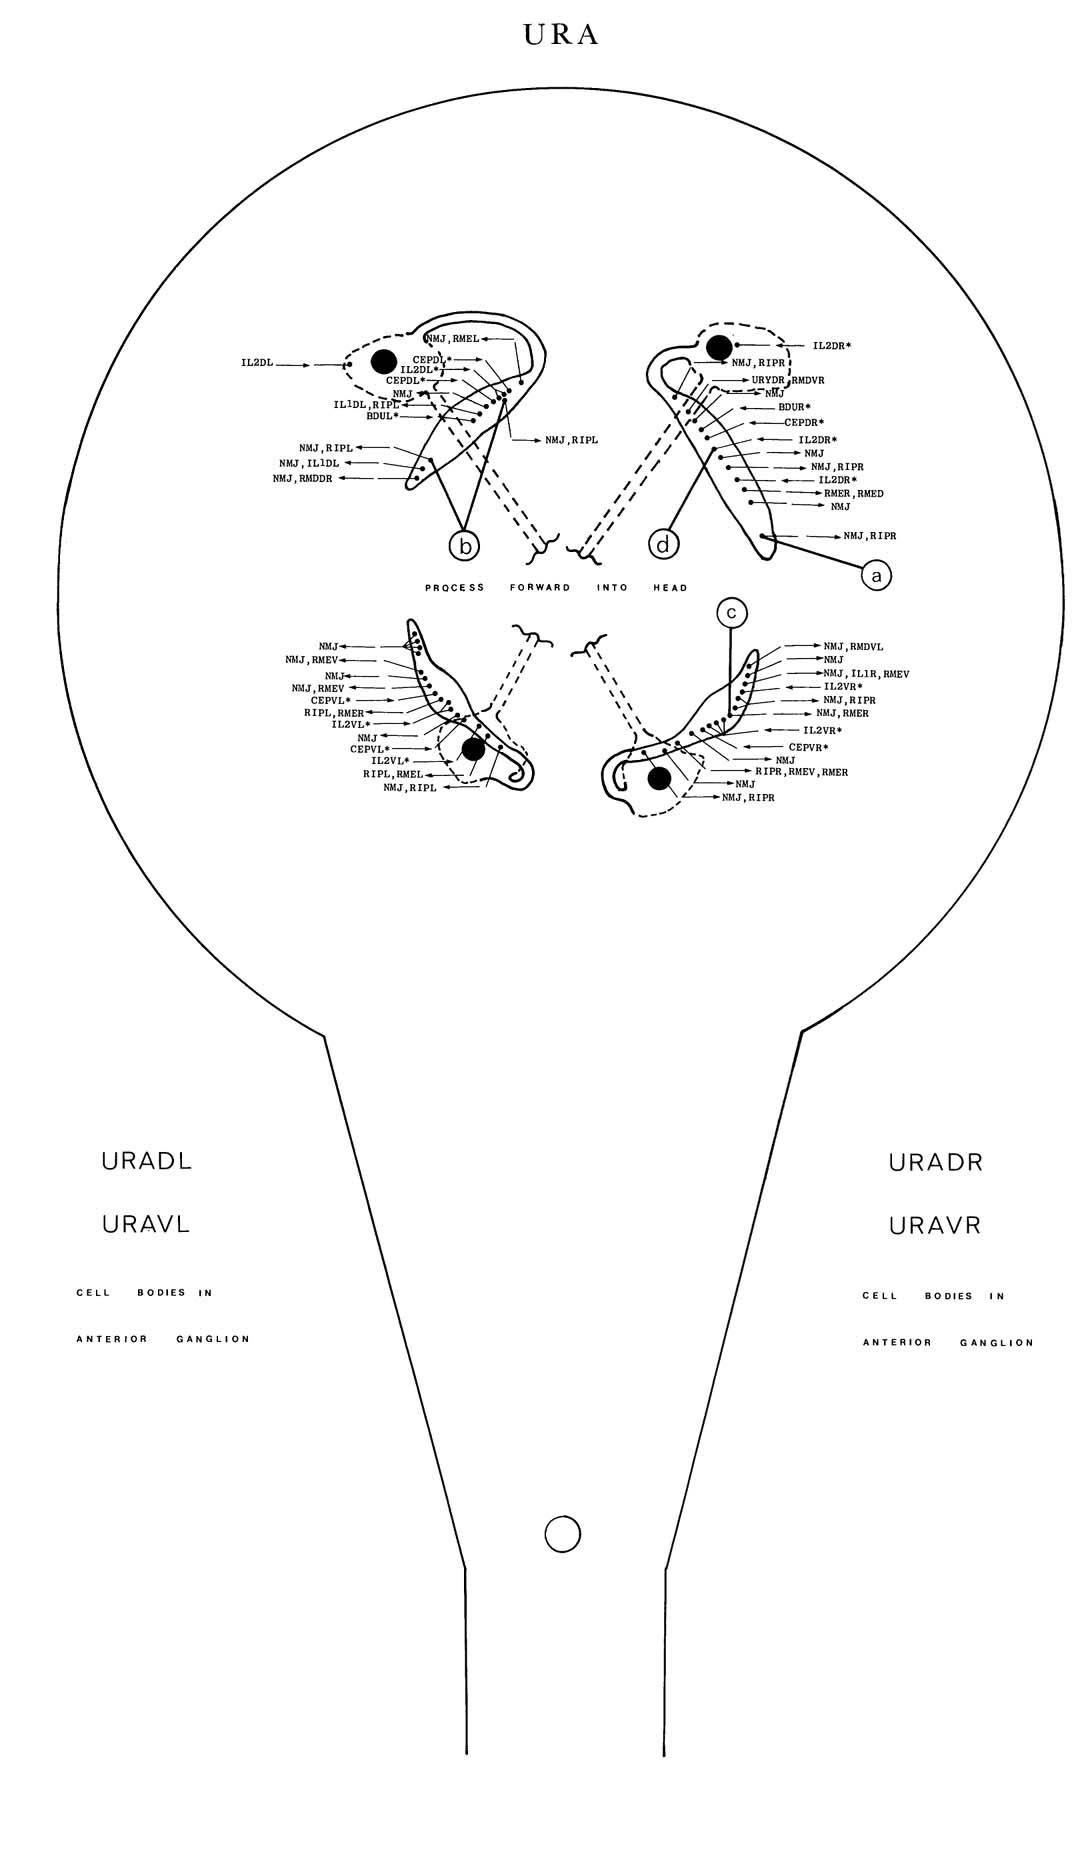 URA
NMJ,RMEL
IL2DL
CEPDL*
IL2DL*
CEPDL*
NMJ
IL1DL,RIPL
BDUL*
NMJ,RIPL
NMJ,RIPL
NMJ,IL1DL
NMJ,RMDDR
b
IL2DR*
NMJ,RIPR
URYDR,RMDVR
NMJ
BDUR*
CEPDR*
IL2DR*
NMJ
NMJ,RIPR
IL2DR*
RMER,RMED
NMJ
NMJ,RIPR
d
a
PROCESS FORWARD INTO HEAD
c
NMJ
NMJ,RMEV
NMJ
NMJ,RMEV
CEPVL*
RIPL,RMER
IL2VL*
NMJ
CEPVL*
IL2VL*
RIPL,RMEL
NMJ,RIPL
NMJ,RMDVL
NMJ
NMJ,IL1R,RMEV
IL2VR*
NMJ,RIPR
NMJ,RMER
IL2VR*
CEPVR*
NMJ
RIPR,RMEV,RMER
NMJ
NMJ,RIPR
URADL
URAVL
CELL BODIES IN
ANTERIOR GANGLION
URADR
URAVR
CELL BODIES IN
ANTERIOR GANGLION